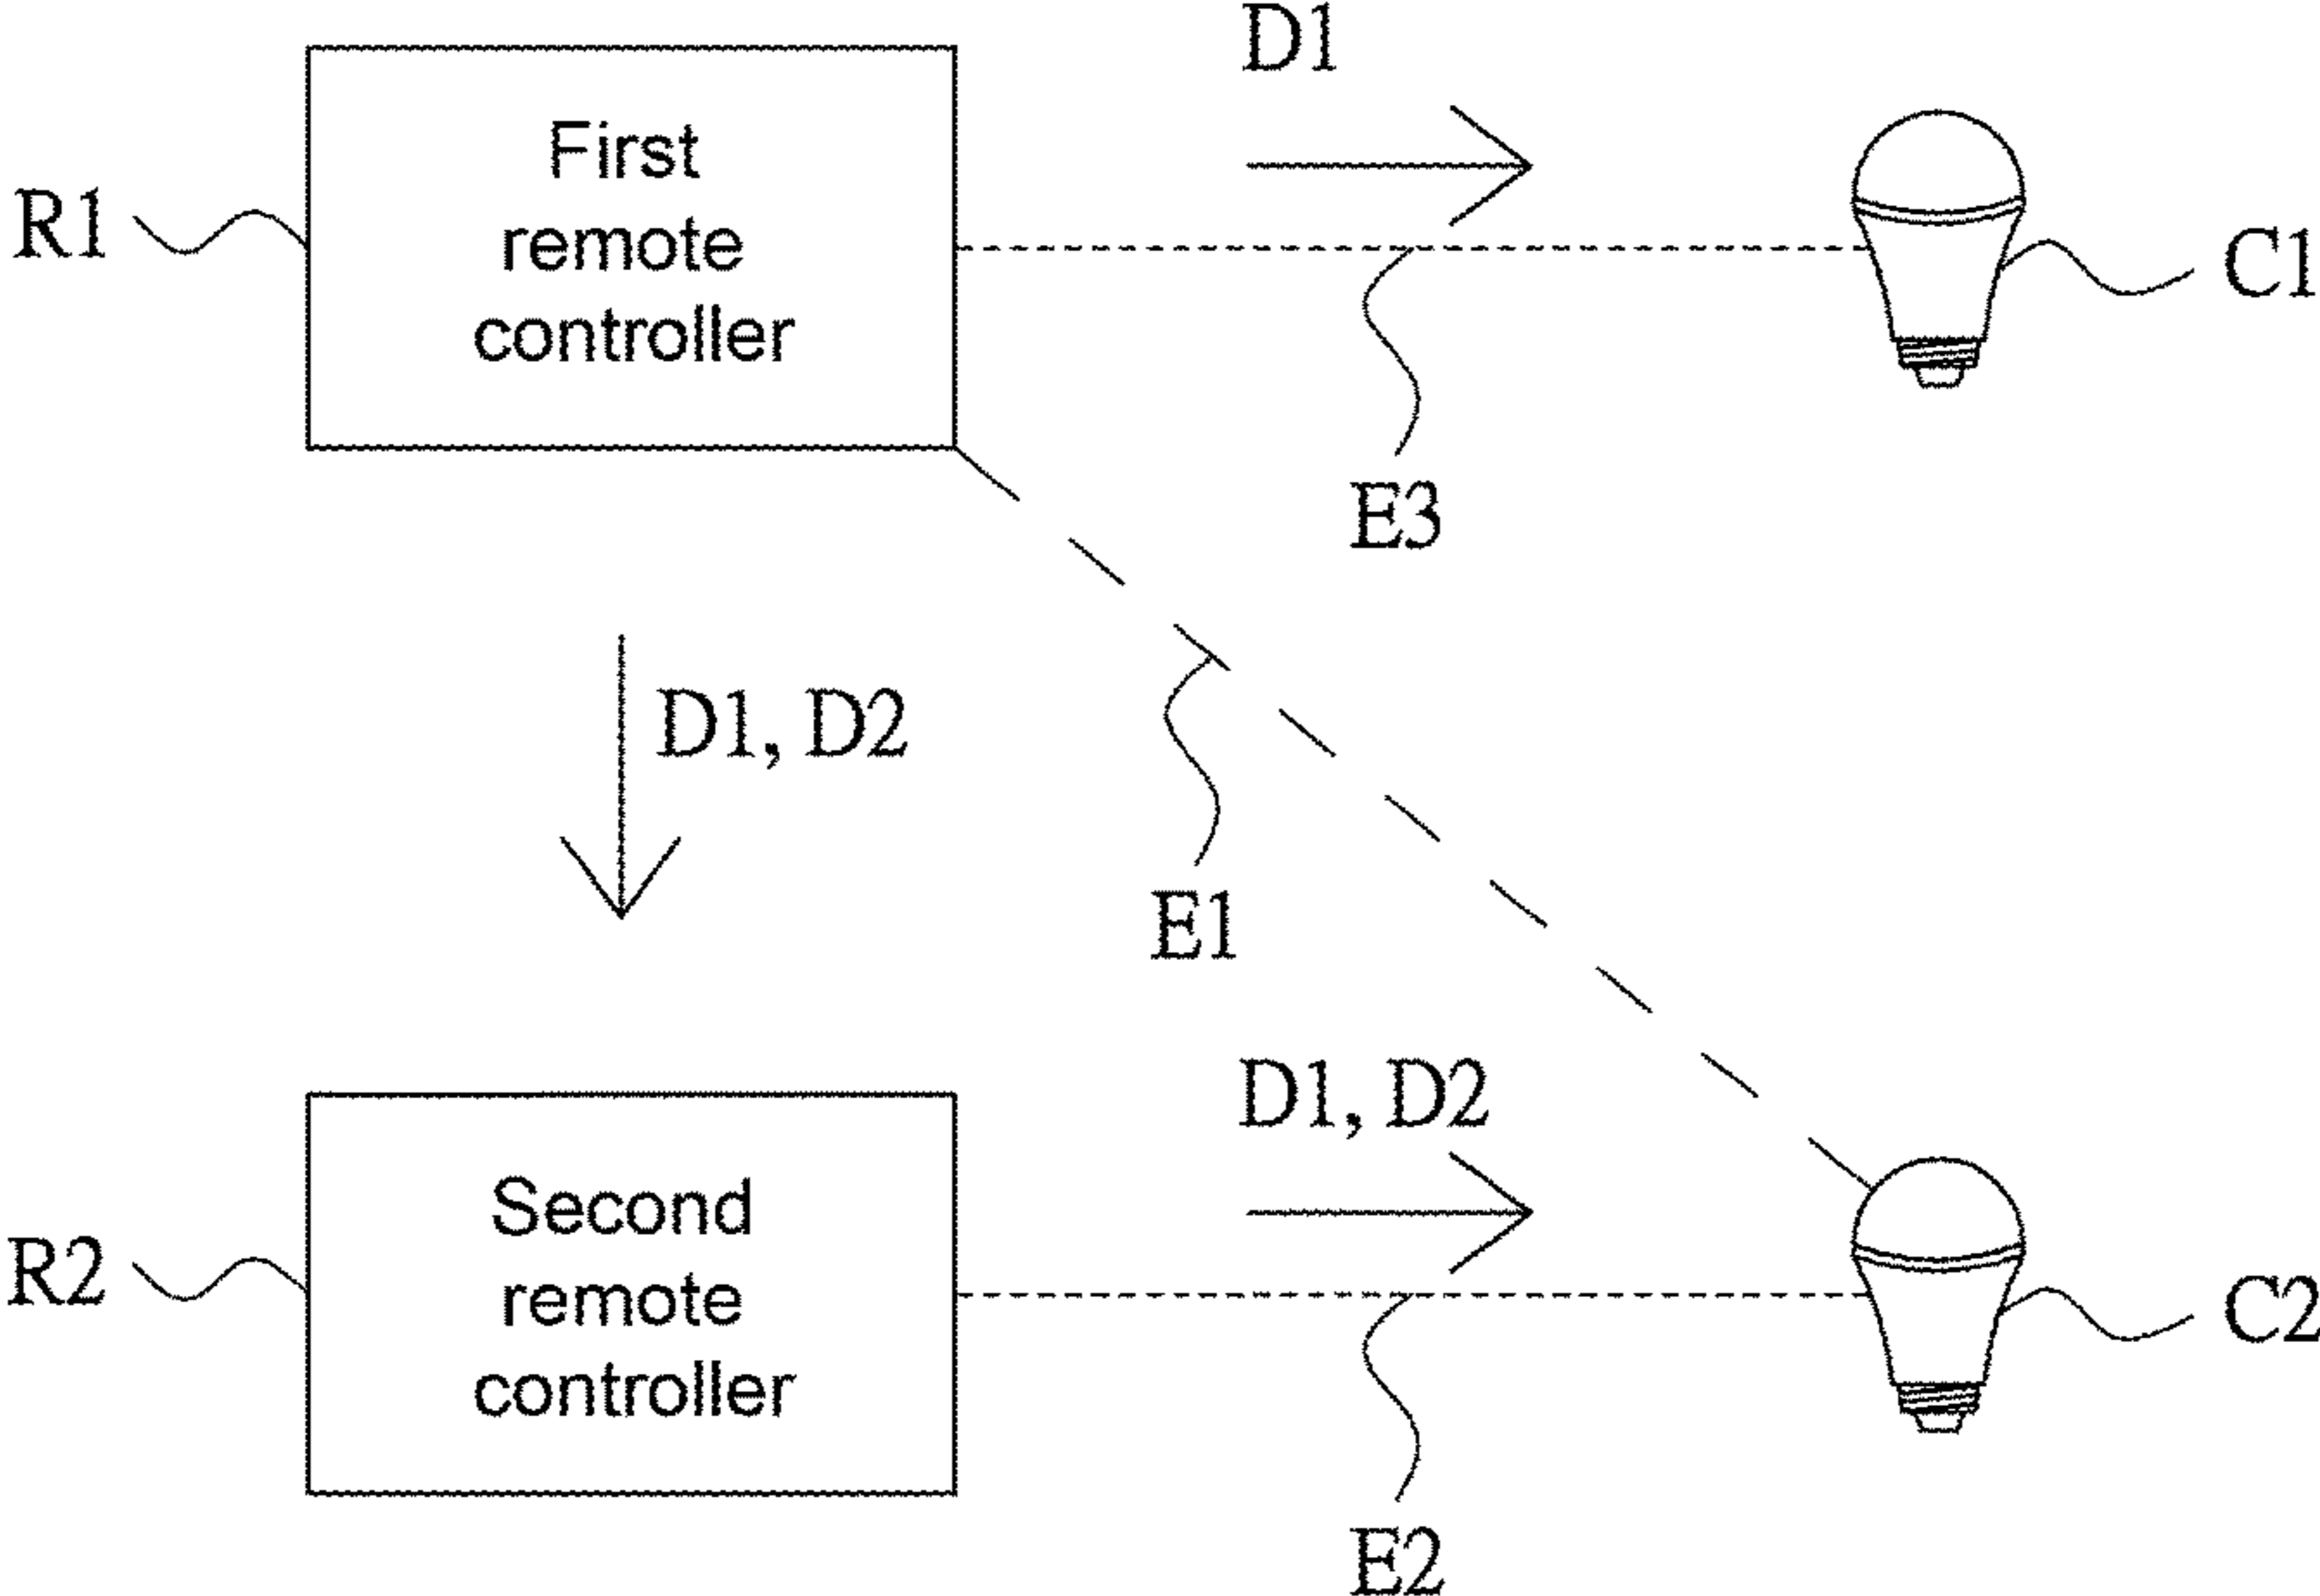 D1
First
remote
controller
R1
C1
E3
D1, D2
E1
D1, D2
Second
remote
controller
R2
C2
E2